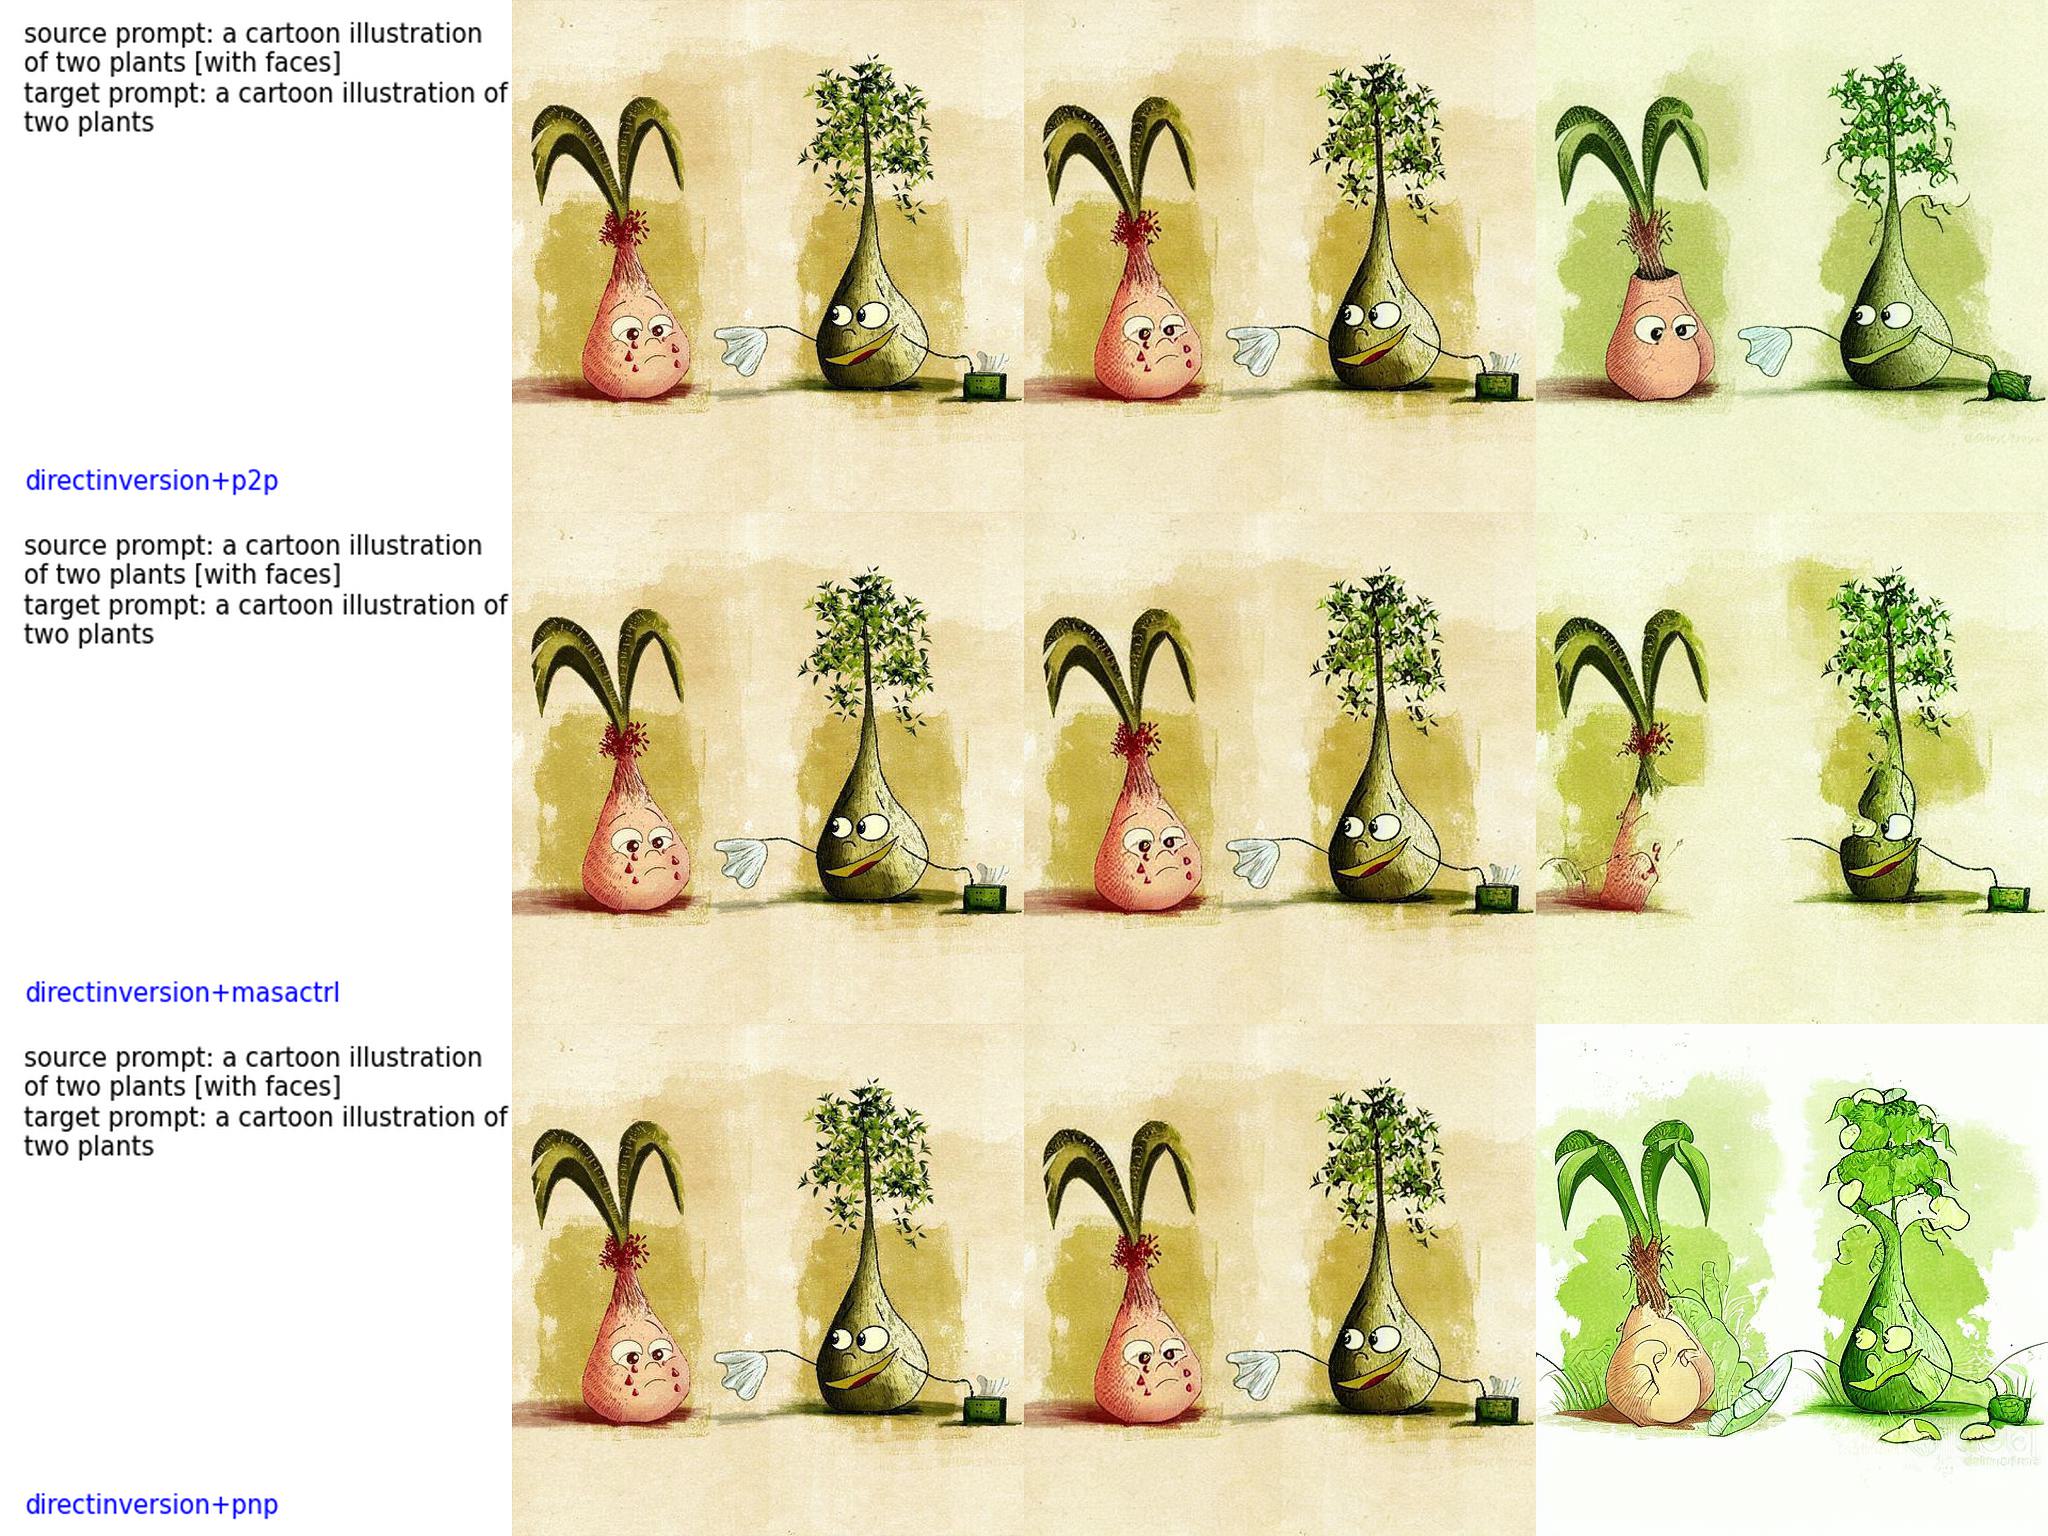 source prompt: a cartoon illustration
of two plants [with faces]
target prompt: a cartoon illustration of
two plants
directinversion+p2p
source prompt: a cartoon illustration
of two plants [with faces]
target prompt: a cartoon illustration of
two plants
directinversion+masactrl
source prompt: a cartoon illustration
of two plants [with faces]
target prompt: a cartoon illustration of
two plants
directinversion+pnp